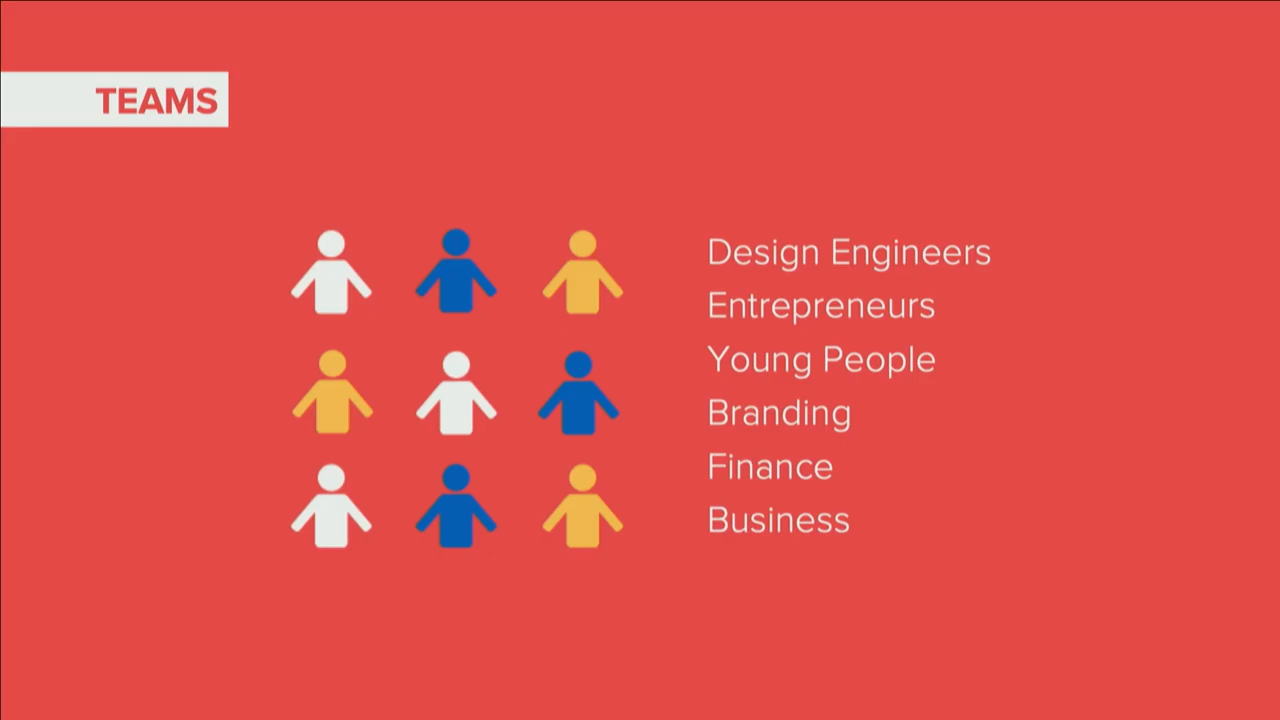 TEAMS
Design Engineers
Entrepreneurs
Young People
Branding
Finance
Business